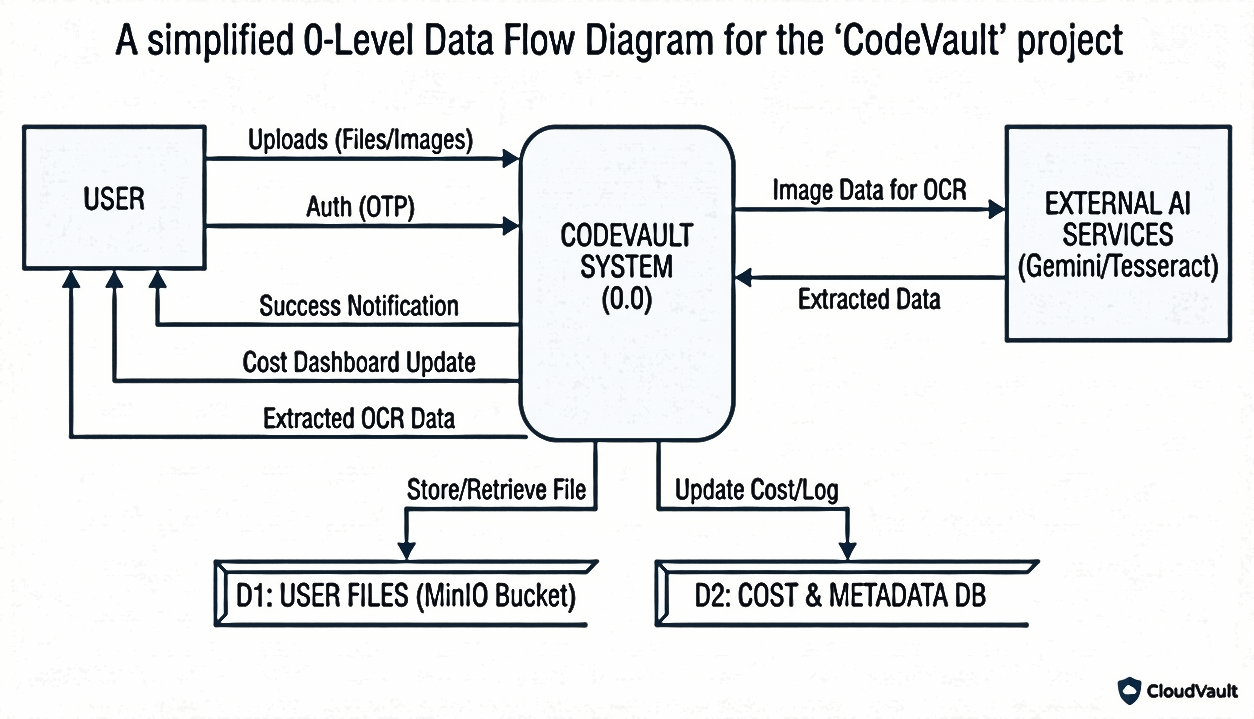 A simplified 0-Level Data Flow Diagram for the ‘CodeVault’ project
USER
Uploads (Files/Images)
Auth (OTP)
Success Notification
Cost Dashboard Update
Extracted OCR Data
CODEVAULT
SYSTEM
(0.0)
Image Data for OCR
Extracted Data
EXTERNAL AI
SERVICES
(Gemini/Tesseract)
Store/Retrieve File
Update Cost/Log
D1: USER FILES (MinIO Bucket)
D2: COST & METADATA DB
CloudVault